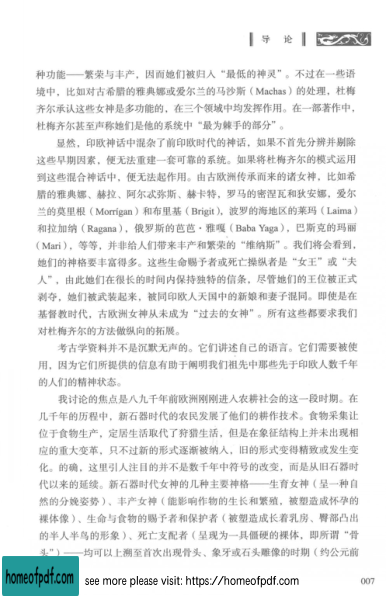 导 论
种功能——繁荣与丰产，因而她们被归入“最低的神灵”。不过在一些语
境中，比如对古希腊的雅典娜或爱尔兰的马沙斯（Machas）的处理，杜梅
齐尔承认这些女神是多功能的，在三个领域中均发挥作用。在一部著作中，
杜梅齐尔甚至声称她们是他的系统中“最为棘手的部分”。
显然，印欧神话中混杂了前印欧时代的神话，如果不首先分辨并剔除
这些早期因素，便无法重建一套可靠的系统。如果将杜梅齐尔的模式运用
到这些混合神话中，便无法起作用。由古欧洲传承而来的诸女神，比如希
腊的雅典娜、赫拉、阿尔忒弥斯、赫卡特，罗马的密涅瓦和狄安娜，爱尔
兰的莫里根（Morrígan）和布里基（Brigit），波罗的海地区的莱玛（Laima）
和拉加纳（Ragana），俄罗斯的芭芭·雅嘎（Baba Yaga），巴斯克的玛丽
（Mari），等等，并非给人们带来丰产和繁荣的“维纳斯”。我们将会看到，
她们的神格要丰富得多。这些生命赐予者或死亡操纵者是“女王”或“夫
人”，由此她们在很长的时间内保持独特的信条，尽管她们的王位被正式
剥夺，她们被武装起来，被同印欧人天国中的新娘和妻子混同。即使是在
基督教时代，古欧洲女神从未成为“过去的女神”。所有这些都要求我们
对杜梅齐尔的方法做纵向的拓展。
考古学资料并不是沉默无声的。它们讲述自己的语言。它们需要被使
用，因为它们所提供的信息有助于阐明我们祖先中那些先于印欧人数千年
的人们的精神状态。
我讨论的焦点是八九千年前欧洲刚刚进入农耕社会的这一段时期。在
几千年的历程中，新石器时代的农民发展了他们的耕作技术。食物采集让
位于食物生产，定居生活取代了狩猎生活，但是在象征结构上并未出现相
应的重大变革，只不过新的形式逐渐被纳入，旧的形式变得精致或发生变
化。的确，这里引人注目的并不是数千年中符号的改变，而是从旧石器时
代以来的延续。新石器时代女神的几种主要神格——生育女神（呈一种自
然的分娩姿势）、丰产女神（能影响作物的生长和繁殖，被塑造成怀孕的
裸体像）、生命与食物的赐予者和保护者（被塑造成长着乳房、臀部凸出
的半人半鸟的形象）、死亡支配者（呈现为一具僵硬的裸体，即所谓“骨
头”）——均可以上溯至首次出现骨头、象牙或石头雕像的时期（约公元前
homeofpdf.com
see more please visit: https://homeofpdf.com
007